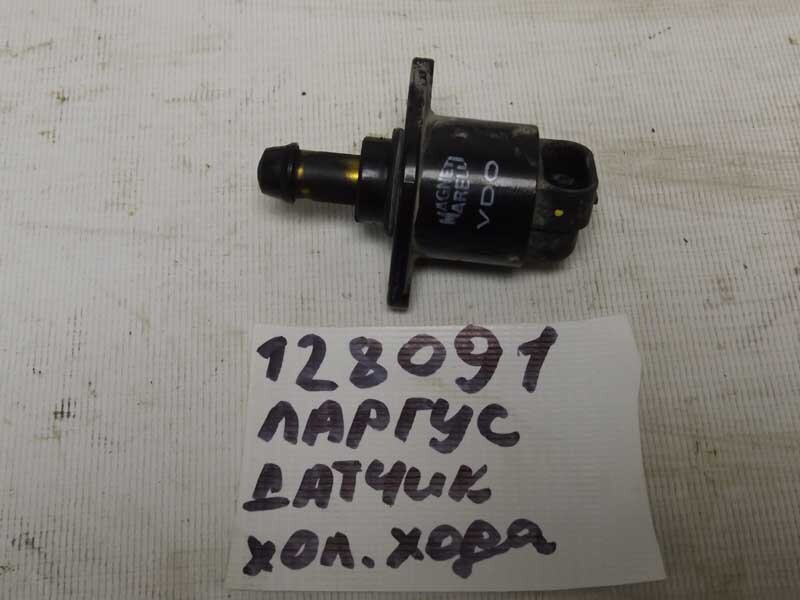 MAGNETI
MARELLI
VDO
128091
ЛАРГУС
ДАТЧИК
хол. хода